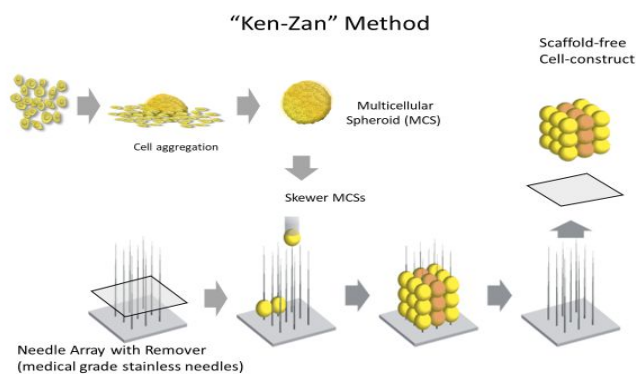 “Ken-Zan” Method
Scaffold-free
Cell-construct
Multicellular
Spheroid (MCS)
Cell aggregation
Skewer MCSs
Needle Array with Remover
(medical grade stainless needles)